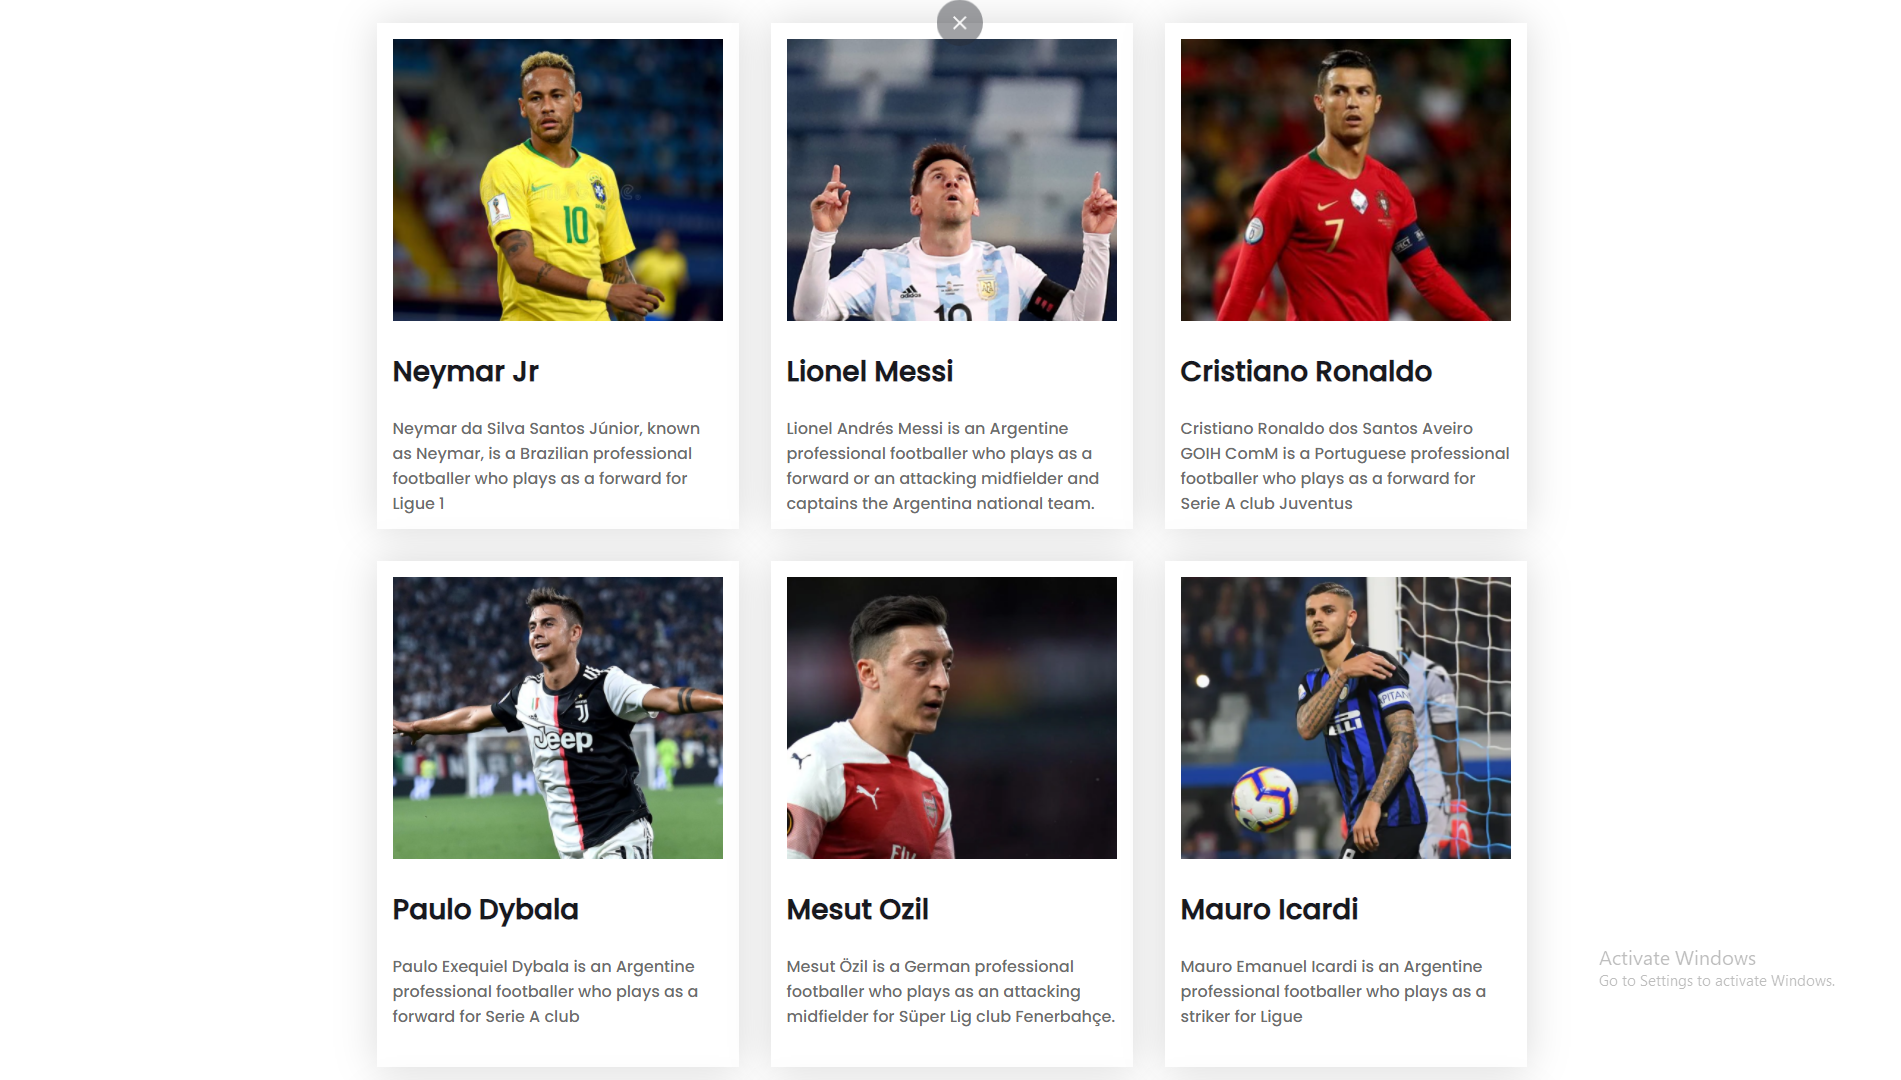 10
adidas
10
7
Neymar Jr
Neymar da Silva Santos Júnior, known
as Neymar, is a Brazilian professional
footballer who plays as a forward for
Ligue 1
Lionel Messi
Lionel Andrés Messi is an Argentine
professional footballer who plays as a
forward or an attacking midfielder and
captains the Argentina national team.
Cristiano Ronaldo
Cristiano Ronaldo dos Santos Aveiro
GOIH ComM is a Portuguese professional
footballer who plays as a forward for
Serie A club Juventus
Jeep
Paulo Dybala
Paulo Exequiel Dybala is an Argentine
professional footballer who plays as a
forward for Serie A club
Mesut Ozil
Mesut Özil is a German professional
footballer who plays as an attacking
midfielder for Süper Lig club Fenerbahçe.
Mauro Icardi
Mauro Emanuel Icardi is an Argentine
professional footballer who plays as a
striker for Ligue
Activate Windows
Go to Settings to activate Windows.